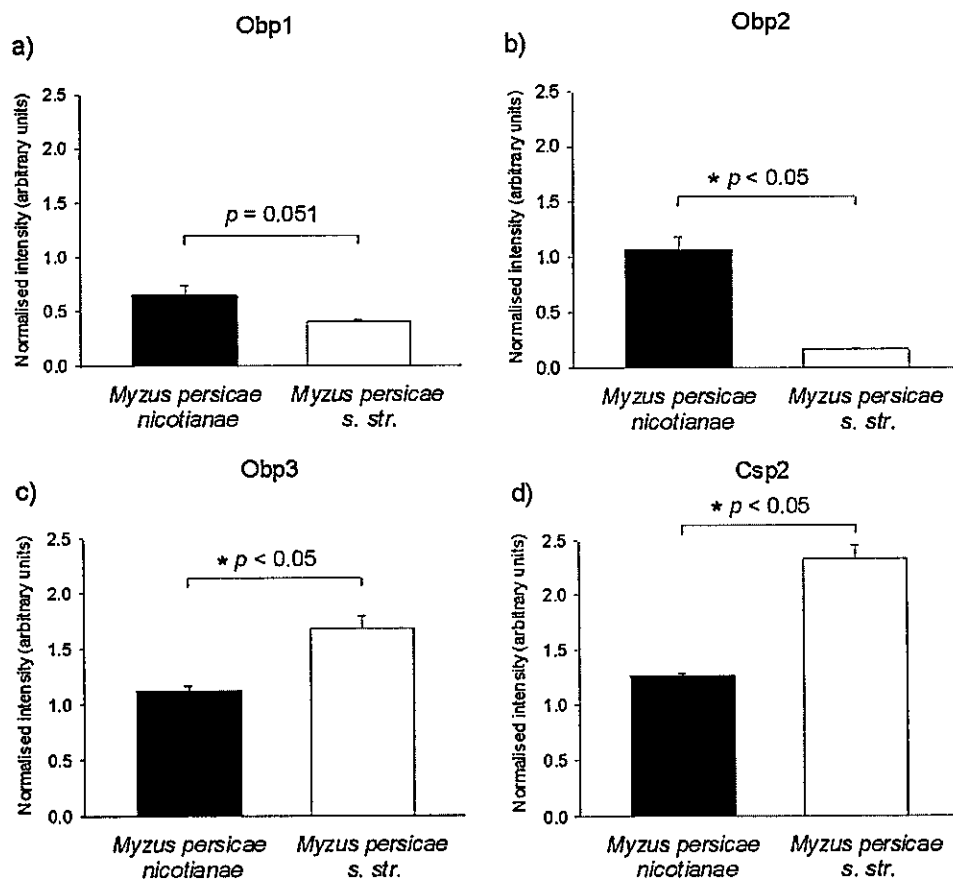 a)
Obp1
Normalised intensity (arbitrary units)
2.5
2.0
1.5
1.0
0.5
0.0
p = 0.051
Myzus persicae
nicotianae
Myzus persicae
s. str.
b)
Obp2
Normalised intensity (arbitrary units)
2.5
2.0
1.5
1.0
0.5
0.0
* p < 0.05
Myzus persicae
nicotianae
Myzus persicae
s. str.
c)
Obp3
Normalised intensity (arbitrary units)
2.5
2.0
1.5
1.0
0.5
0.0
* p < 0.05
Myzus persicae
nicotianae
Myzus persicae
s. str.
d)
Csp2
Normalised intensity (arbitrary units)
2.5
2.0
1.5
1.0
0.5
0.0
* p < 0.05
Myzus persicae
nicotianae
Myzus persicae
s. str.